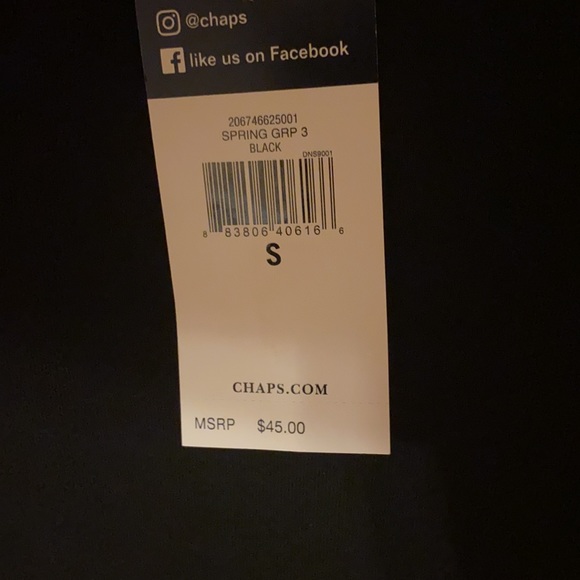 @chaps
like us on Facebook
206746625001
SPRING GRP 3
BLACK
DNS9001
8 83806 40616 6
S
CHAPS.COM
MSRP $45.00